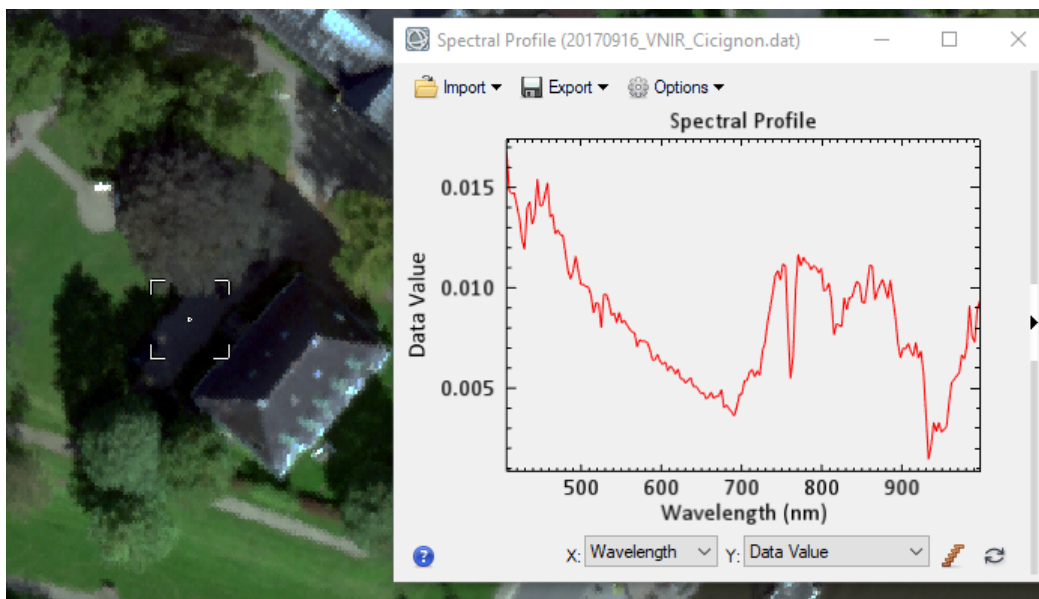 Spectral Profile (20170916_VNIR_Cicignon.dat)
Import Export Options
Spectral Profile
0.015
0.010
0.005
Data Value
500 600 700 800 900
Wavelength (nm)
? X: Wavelength Y: Data Value